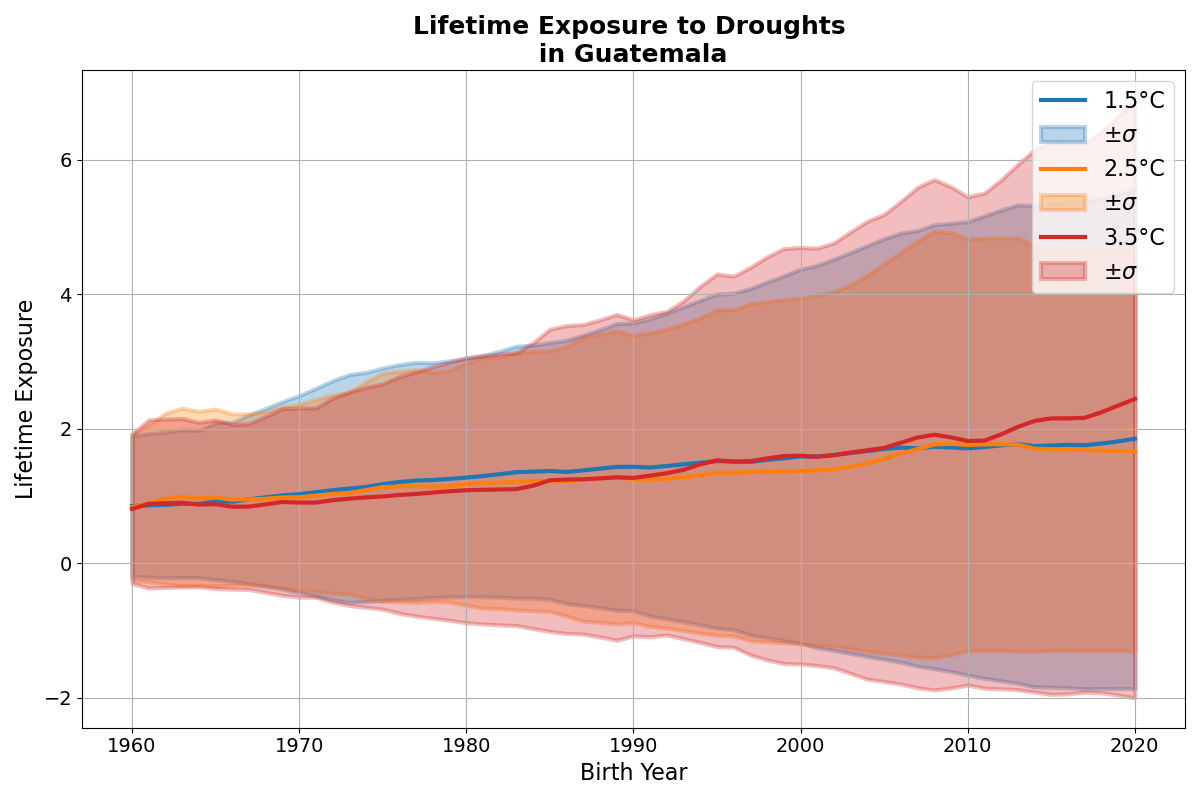 Lifetime Exposure to Droughts
in Guatemala
Lifetime Exposure
6
4
2
0
−2
1960
1970
1980
1990
2000
2010
2020
Birth Year
1.5°C
±σ
2.5°C
±σ
3.5°C
±σ